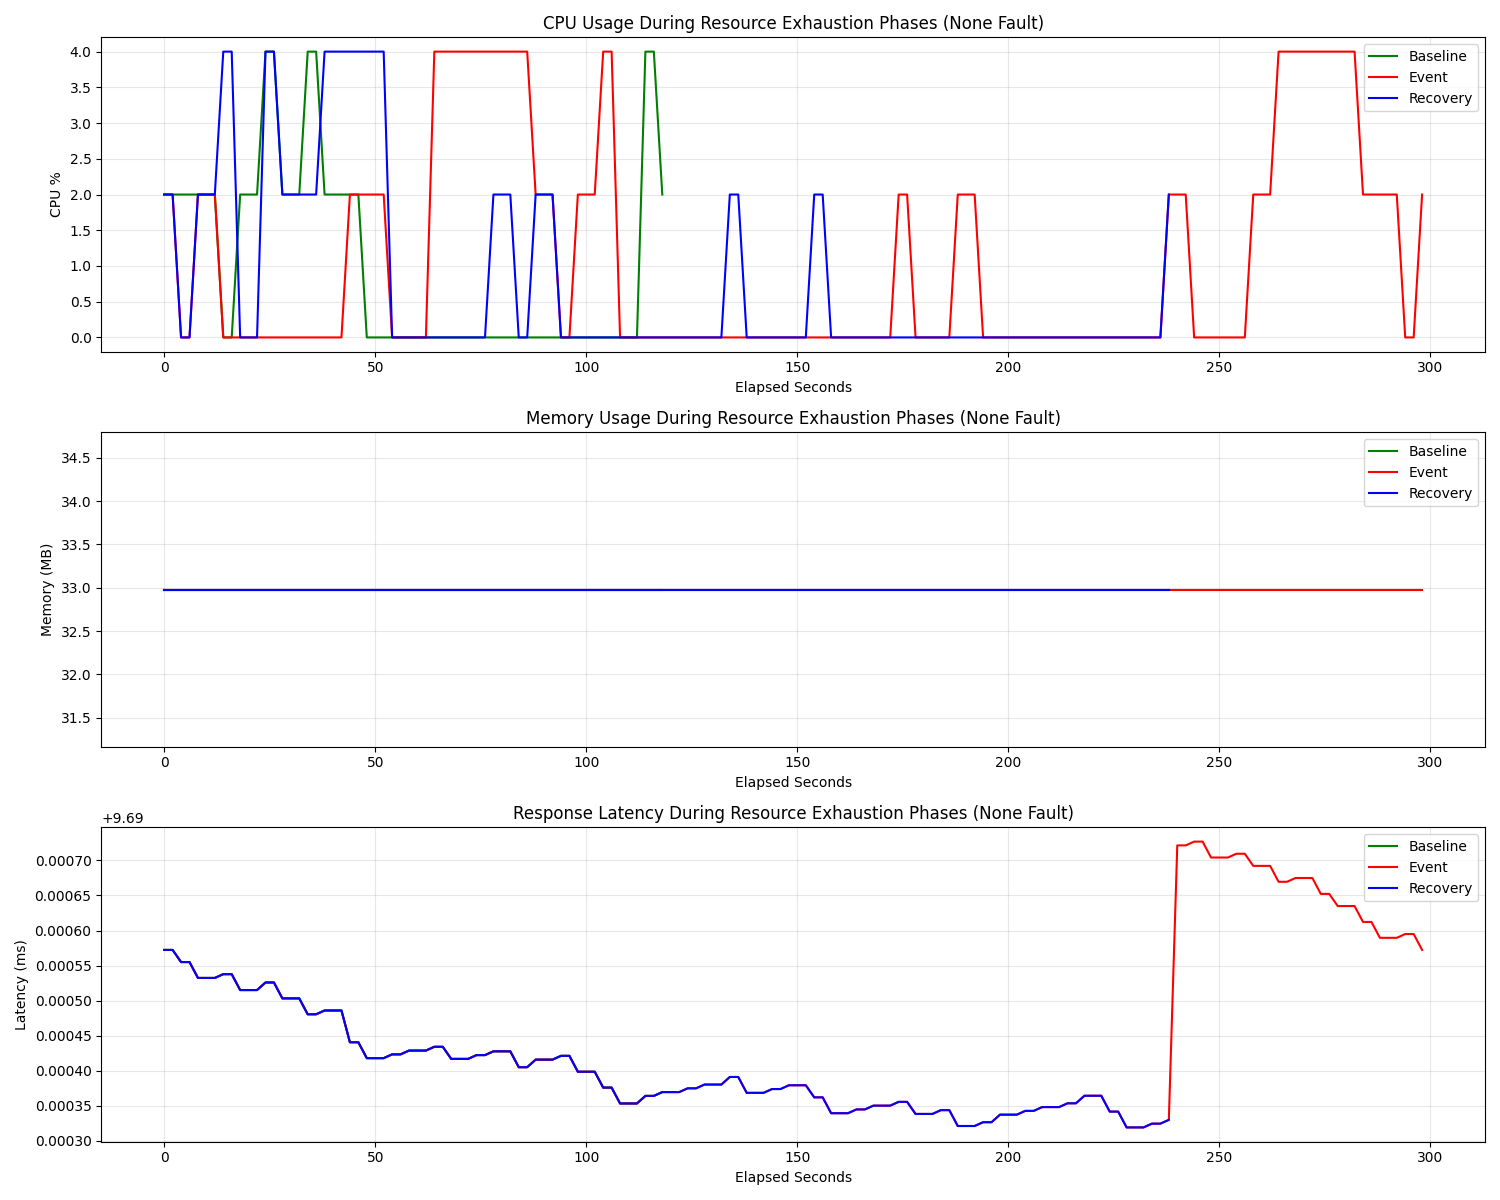 CPU Usage During Resource Exhaustion Phases (None Fault)
4.0
3.5
3.0
2.5
2.0
1.5
1.0
0.5
0.0
CPU %
Baseline
Event
Recovery
0 50 100 150 200 250 300
Elapsed Seconds
Memory Usage During Resource Exhaustion Phases (None Fault)
34.5
34.0
33.5
33.0
32.5
32.0
31.5
Memory (MB)
Baseline
Event
Recovery
0 50 100 150 200 250 300
Elapsed Seconds
Response Latency During Resource Exhaustion Phases (None Fault)
+9.69
0.00070
0.00065
0.00060
0.00055
0.00050
0.00045
0.00040
0.00035
0.00030
Latency (ms)
Baseline
Event
Recovery
0 50 100 150 200 250 300
Elapsed Seconds